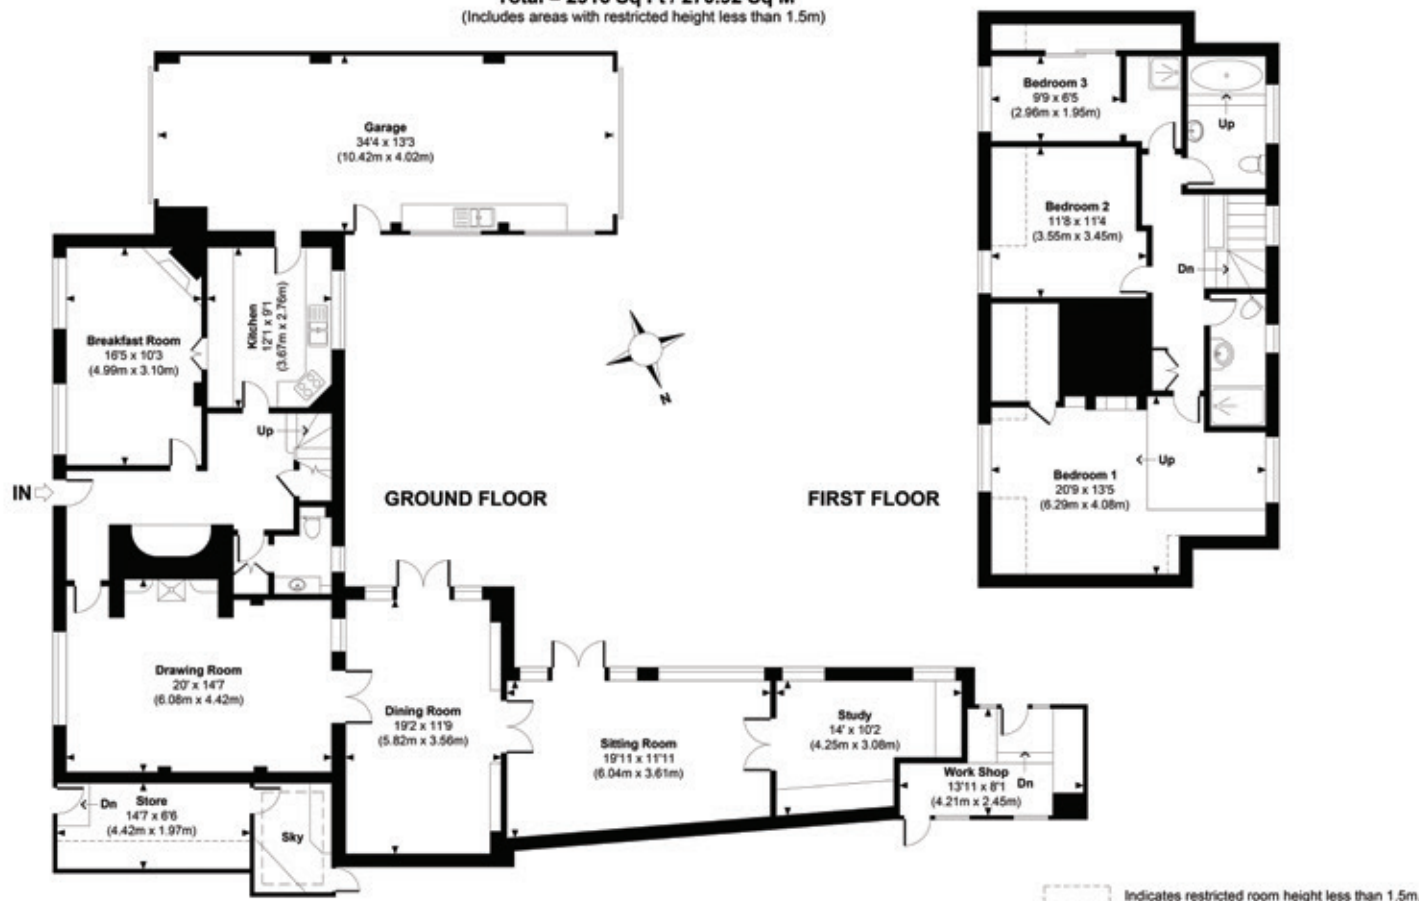 (Includes areas with restricted height less than 1.5m)
Garage
34'4 x 13'3
(10.42m x 4.02m)
Bedroom 3
9'9 x 6'5
(2.96m x 1.95m)
Up
Bedroom 2
11'8 x 11'4
(3.55m x 3.45m)
Dn
Breakfast Room
16'5 x 10'3
(4.99m x 3.10m)
Kitchen
12'1 x 9'1
(3.67m x 2.76m)
Up
N
IN
GROUND FLOOR
FIRST FLOOR
Up
Bedroom 1
20'9 x 13'5
(6.29m x 4.08m)
Drawing Room
20' x 14'7
(6.08m x 4.42m)
Dining Room
19'2 x 11'9
(5.82m x 3.56m)
Sitting Room
19'11 x 11'11
(6.04m x 3.61m)
Study
14' x 10'2
(4.25m x 3.08m)
Work Shop
13'11 x 8'1
(4.21m x 2.45m)
Dn
Dn
Store
14'7 x 6'6
(4.42m x 1.97m)
Sky
Indicates restricted room height less than 1.5m.